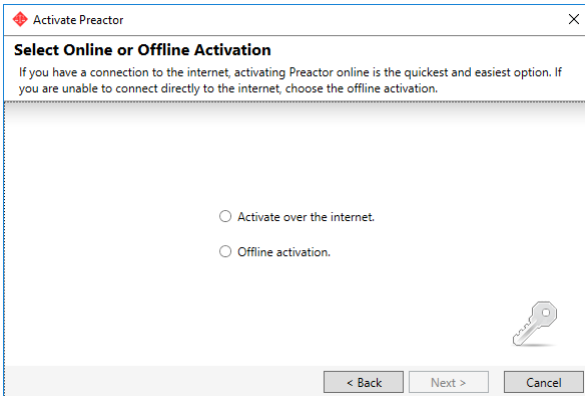 Activate Preactor
Select Online or Offline Activation
If you have a connection to the internet, activating Preactor online is the quickest and easiest option. If
you are unable to connect directly to the internet, choose the offline activation.
Activate over the internet.
Offline activation.
< Back Next > Cancel